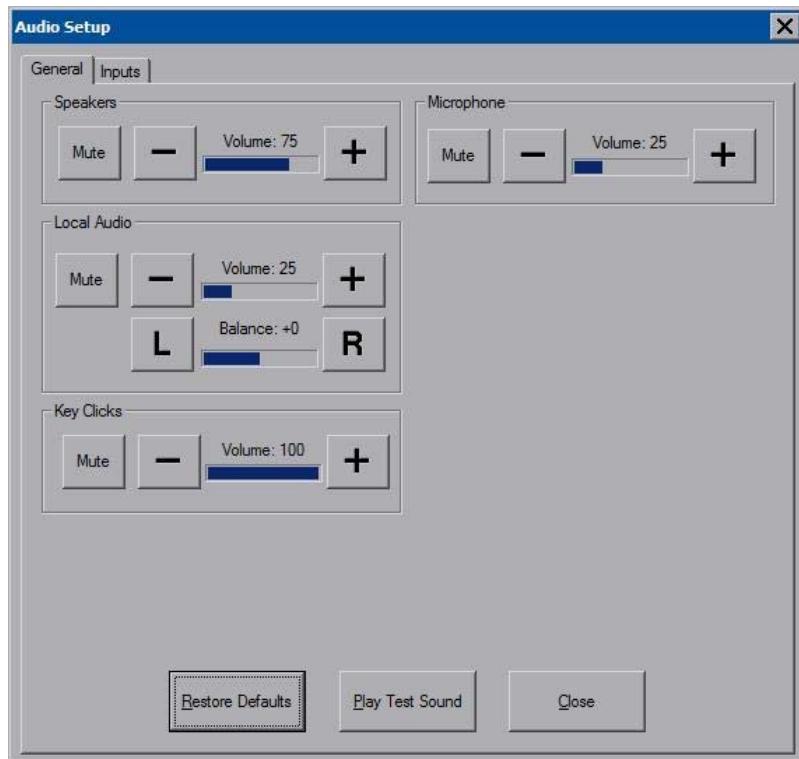 Audio Setup
General Inputs
Speakers
Mute − Volume: 75 +
Microphone
Mute − Volume: 25 +
Local Audio
Mute − Volume: 25 +
L Balance: +0 R
Key Clicks
Mute − Volume: 100 +
Restore Defaults Play Test Sound Close